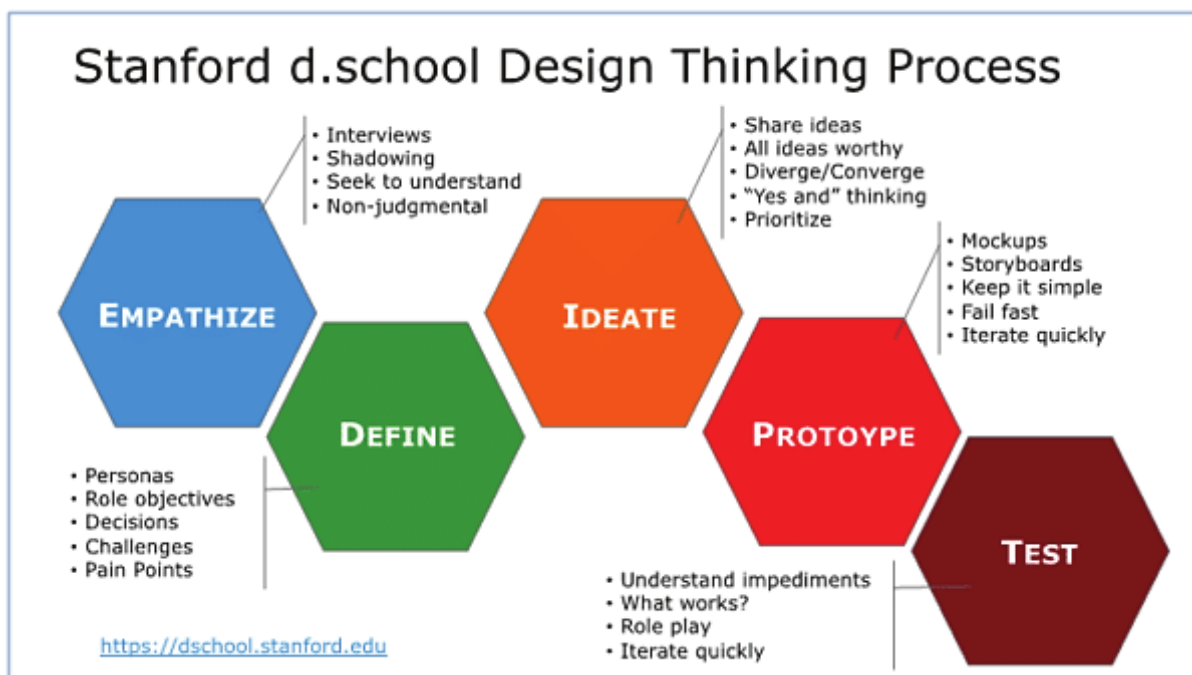 Stanford d.school Design Thinking Process
EMPATHIZE
• Interviews
• Shadowing
• Seek to understand
• Non-judgmental
DEFINE
• Personas
• Role objectives
• Decisions
• Challenges
• Pain Points
IDEATE
• Share ideas
• All ideas worthy
• Diverge/Converge
• “Yes and” thinking
• Prioritize
PROTOYPE
• Mockups
• Storyboards
• Keep it simple
• Fail fast
• Iterate quickly
TEST
• Understand impediments
• What works?
• Role play
• Iterate quickly
https://dschool.stanford.edu